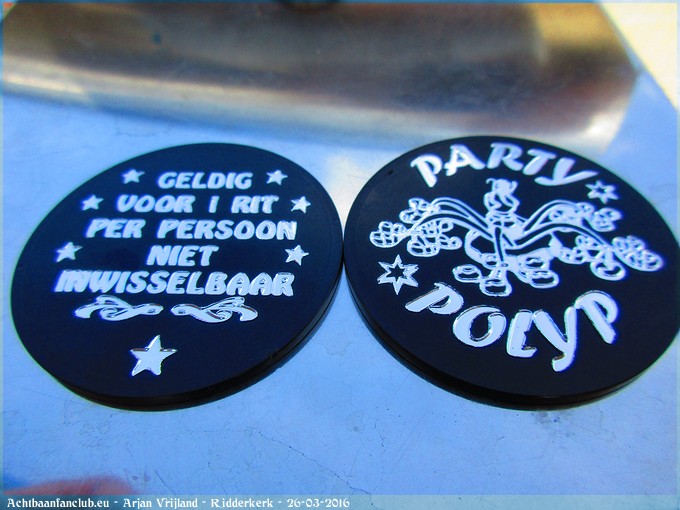 GELDIG
VOOR 1 RIT
PER PERSOON
NIET
INWISSELBAAR
PARTY
POLYP
Achtbaanfanclub.eu - Arjan Vrijland - Ridderkerk - 26-03-2016